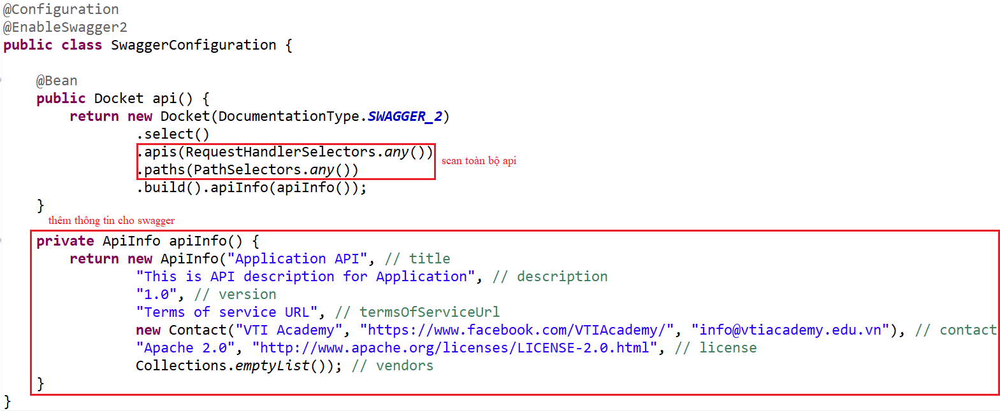 @Configuration
@EnableSwagger2
public class SwaggerConfiguration {
@Bean
public Docket api() {
return new Docket(DocumentationType.SWAGGER_2)
.select()
.apis(RequestHandlerSelectors.any())
scan toàn bộ api
.paths(PathSelectors.any())
.build().apiInfo(apiInfo());
}
thêm thông tin cho swagger
private ApiInfo apiInfo() {
return new ApiInfo("Application API", // title
"This is API description for Application", // description
"1.0", // version
"Terms of service URL", // termsOfServiceUrl
new Contact("VTI Academy", "https://www.facebook.com/VTIAcademy/", "info@vtiacademy.edu.vn"), // contact
"Apache 2.0", "http://www.apache.org/licenses/LICENSE-2.0.html", // license
Collections.emptyList()); // vendors
}
}